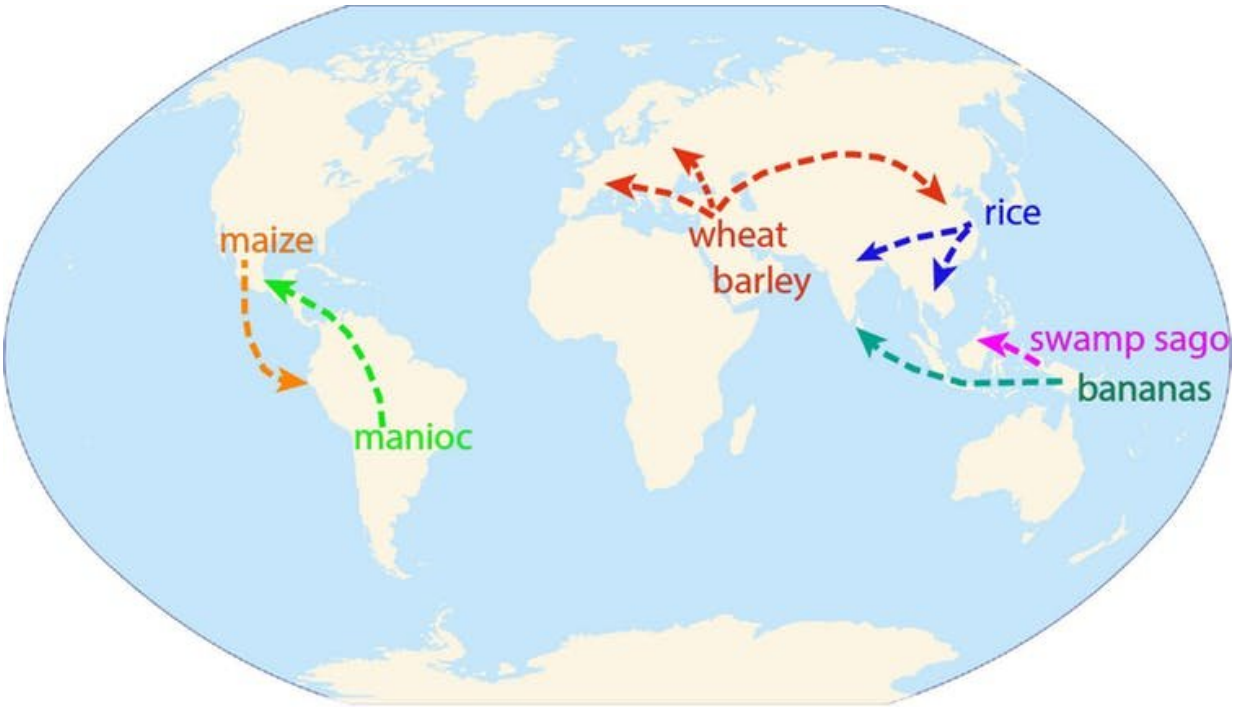 rice
maize
wheat
barley
swamp sago
bananas
manioc